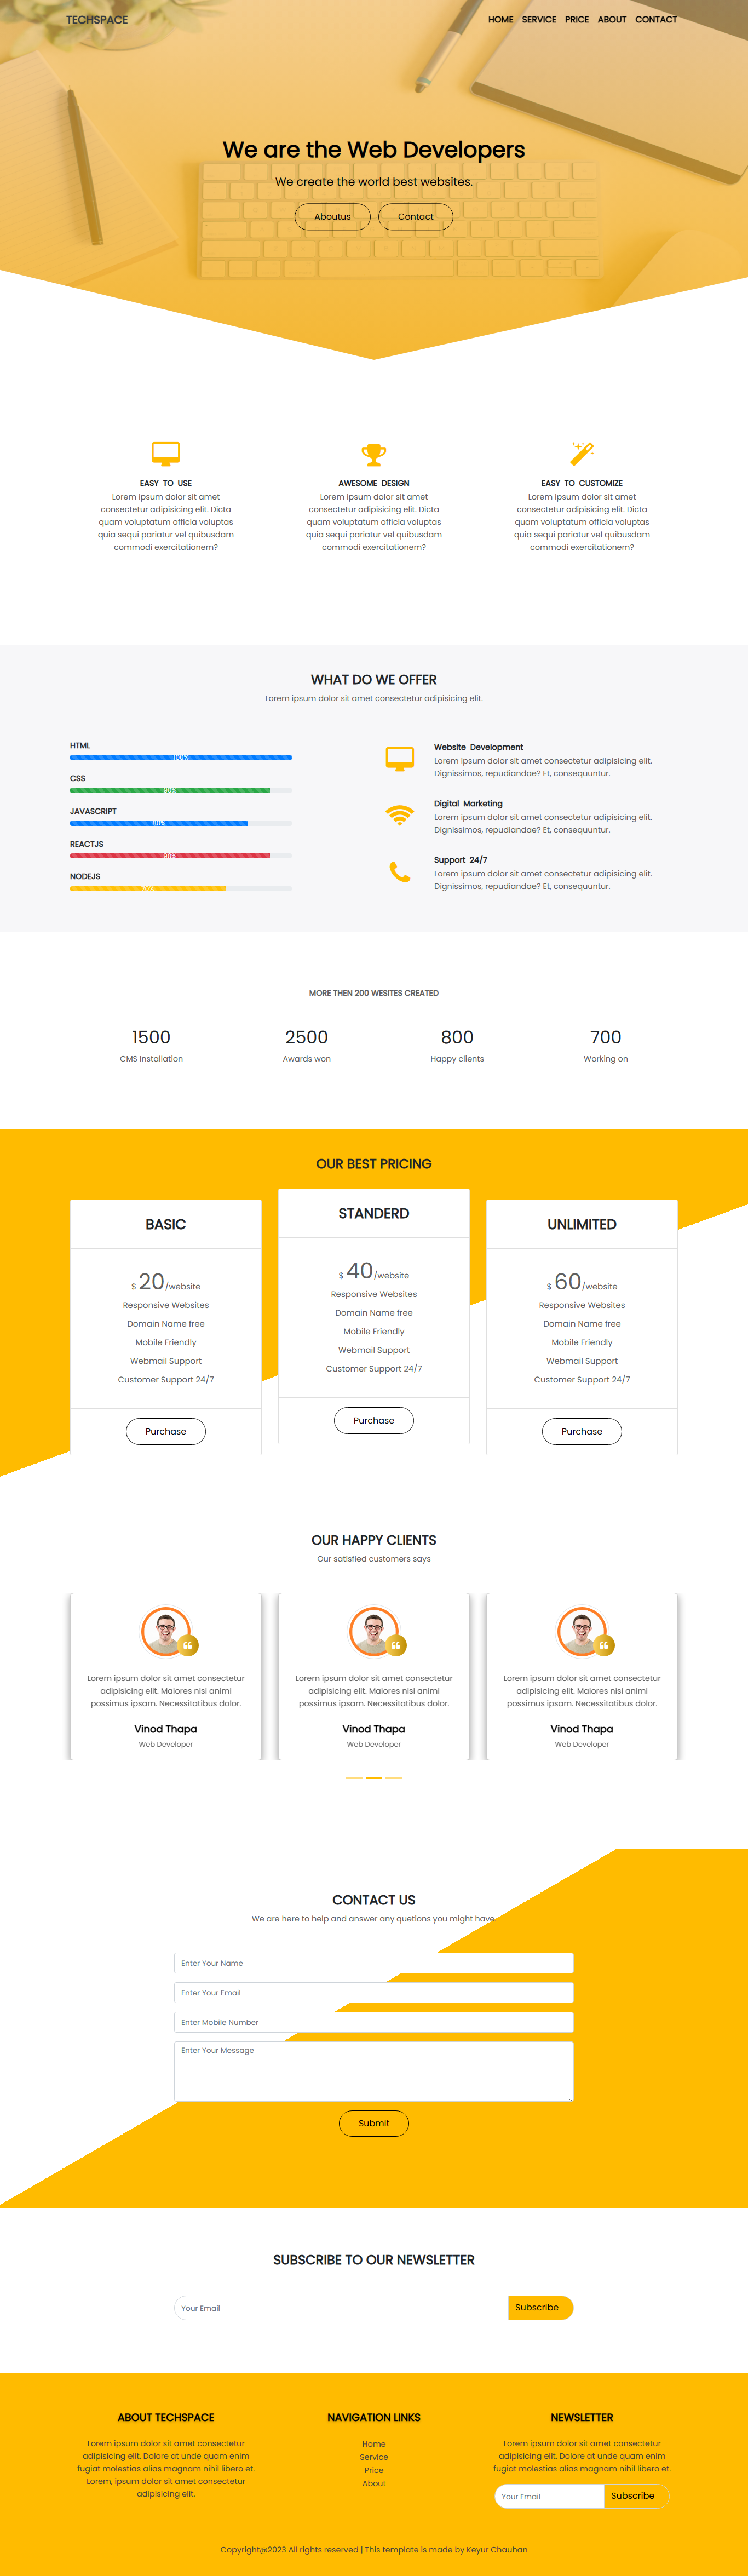 TECHSPACE
HOME SERVICE PRICE ABOUT CONTACT
We are the Web Developers
We create the world best websites.
Aboutus Contact
EASY TO USE
Lorem ipsum dolor sit amet
consectetur adipisicing elit. Dicta
quam voluptatum officia voluptas
quia sequi pariatur vel quibusdam
commodi exercitationem?
AWESOME DESIGN
Lorem ipsum dolor sit amet
consectetur adipisicing elit. Dicta
quam voluptatum officia voluptas
quia sequi pariatur vel quibusdam
commodi exercitationem?
EASY TO CUSTOMIZE
Lorem ipsum dolor sit amet
consectetur adipisicing elit. Dicta
quam voluptatum officia voluptas
quia sequi pariatur vel quibusdam
commodi exercitationem?
WHAT DO WE OFFER
Lorem ipsum dolor sit amet consectetur adipisicing elit.
HTML
100%
CSS
90%
JAVASCRIPT
80%
REACTJS
90%
NODEJS
70%
Website Development
Lorem ipsum dolor sit amet consectetur adipisicing elit.
Dignissimos, repudiandae? Et, consequuntur.
Digital Marketing
Lorem ipsum dolor sit amet consectetur adipisicing elit.
Dignissimos, repudiandae? Et, consequuntur.
Support 24/7
Lorem ipsum dolor sit amet consectetur adipisicing elit.
Dignissimos, repudiandae? Et, consequuntur.
MORE THEN 200 WESITES CREATED
1500
CMS Installation
2500
Awards won
800
Happy clients
700
Working on
OUR BEST PRICING
BASIC
$ 20/website
Responsive Websites
Domain Name free
Mobile Friendly
Webmail Support
Customer Support 24/7
Purchase
STANDERD
$ 40/website
Responsive Websites
Domain Name free
Mobile Friendly
Webmail Support
Customer Support 24/7
Purchase
UNLIMITED
$ 60/website
Responsive Websites
Domain Name free
Mobile Friendly
Webmail Support
Customer Support 24/7
Purchase
OUR HAPPY CLIENTS
Our satisfied customers says
Lorem ipsum dolor sit amet consectetur
adipisicing elit. Maiores nisi animi
possimus ipsam. Necessitatibus dolor.
Vinod Thapa
Web Developer
Lorem ipsum dolor sit amet consectetur
adipisicing elit. Maiores nisi animi
possimus ipsam. Necessitatibus dolor.
Vinod Thapa
Web Developer
Lorem ipsum dolor sit amet consectetur
adipisicing elit. Maiores nisi animi
possimus ipsam. Necessitatibus dolor.
Vinod Thapa
Web Developer
CONTACT US
We are here to help and answer any quetions you might have.
Enter Your Name
Enter Your Email
Enter Mobile Number
Enter Your Message
Submit
SUBSCRIBE TO OUR NEWSLETTER
Your Email Subscribe
ABOUT TECHSPACE
Lorem ipsum dolor sit amet consectetur
adipisicing elit. Dolore at unde quam enim
fugiat molestias alias magnam nihil libero et.
Lorem, ipsum dolor sit amet consectetur
adipisicing elit.
NAVIGATION LINKS
Home
Service
Price
About
NEWSLETTER
Lorem ipsum dolor sit amet consectetur
adipisicing elit. Dolore at unde quam enim
fugiat molestias alias magnam nihil libero et.
Your Email Subscribe
Copyright@2023 All rights reserved | This template is made by Keyur Chauhan